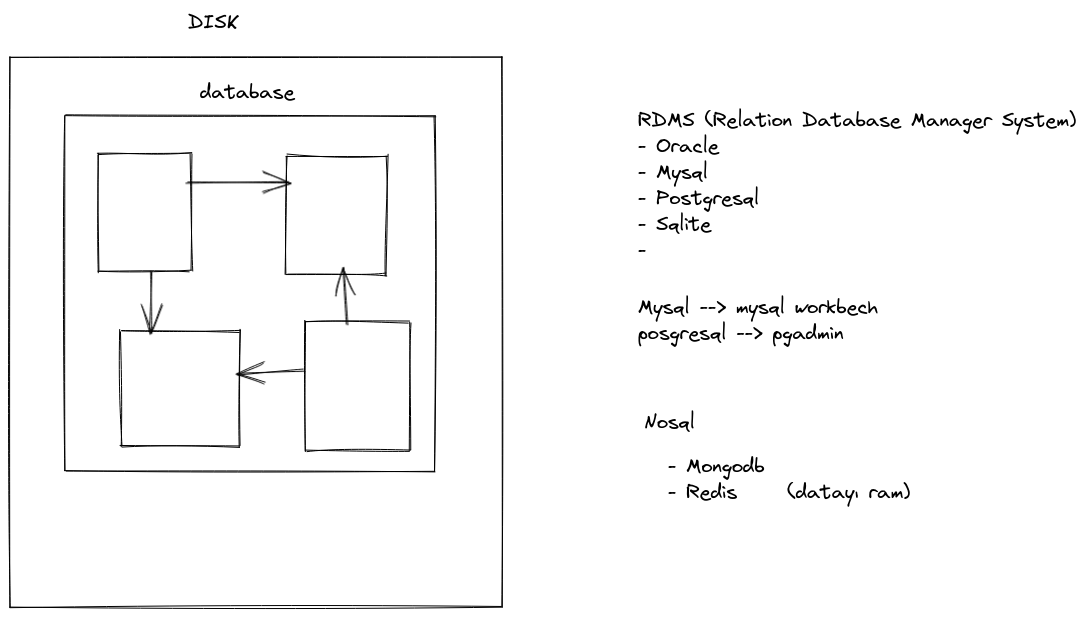 DISK
database
RDMS (Relation Database Manager System)
- Oracle
- Mysql
- Postgresql
- Sqlite
-
Mysql --> mysql workbech
posgresql --> pgadmin
Nosql
- Mongodb
- Redis (datayı ram)